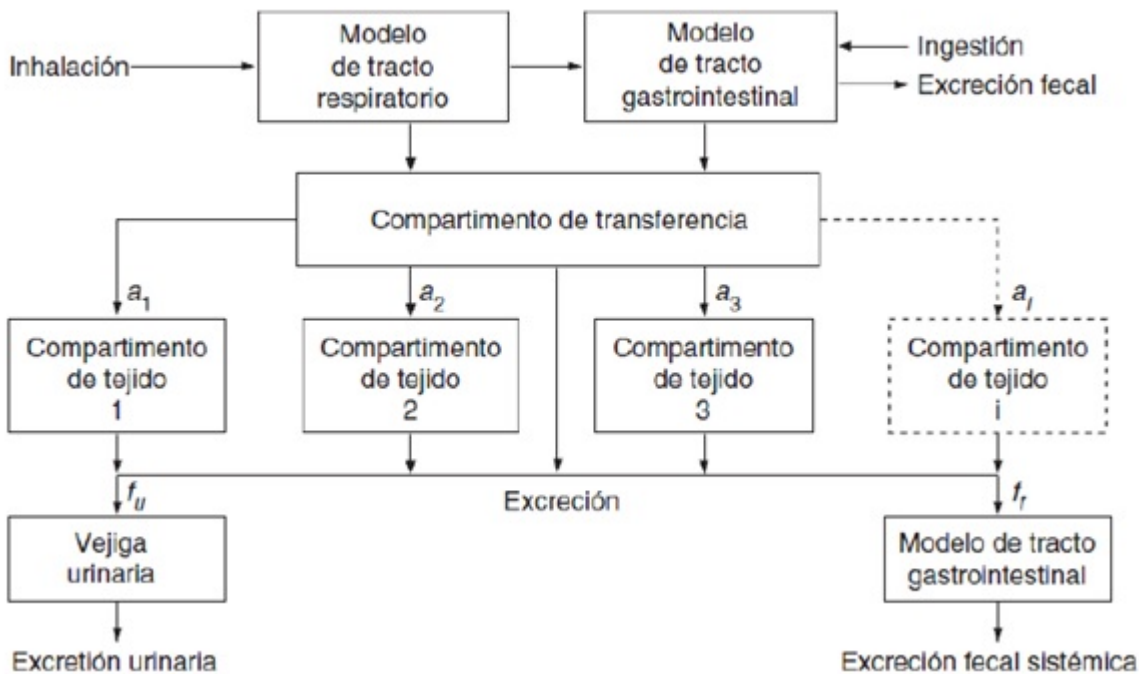 Inhalación
Modelo
de tracto
respiratorio
Modelo
de tracto
gastrointestinal
Ingestión
Excreción fecal
Compartimento de transferencia
a1
a2
a3
ai
Compartimento
de tejido
1
Compartimento
de tejido
2
Compartimento
de tejido
3
Compartimento
de tejido
i
fu
Excreción
ff
Vejiga
urinaria
Modelo de tracto
gastrointestinal
Excretión urinaria
Excreción fecal sistémica